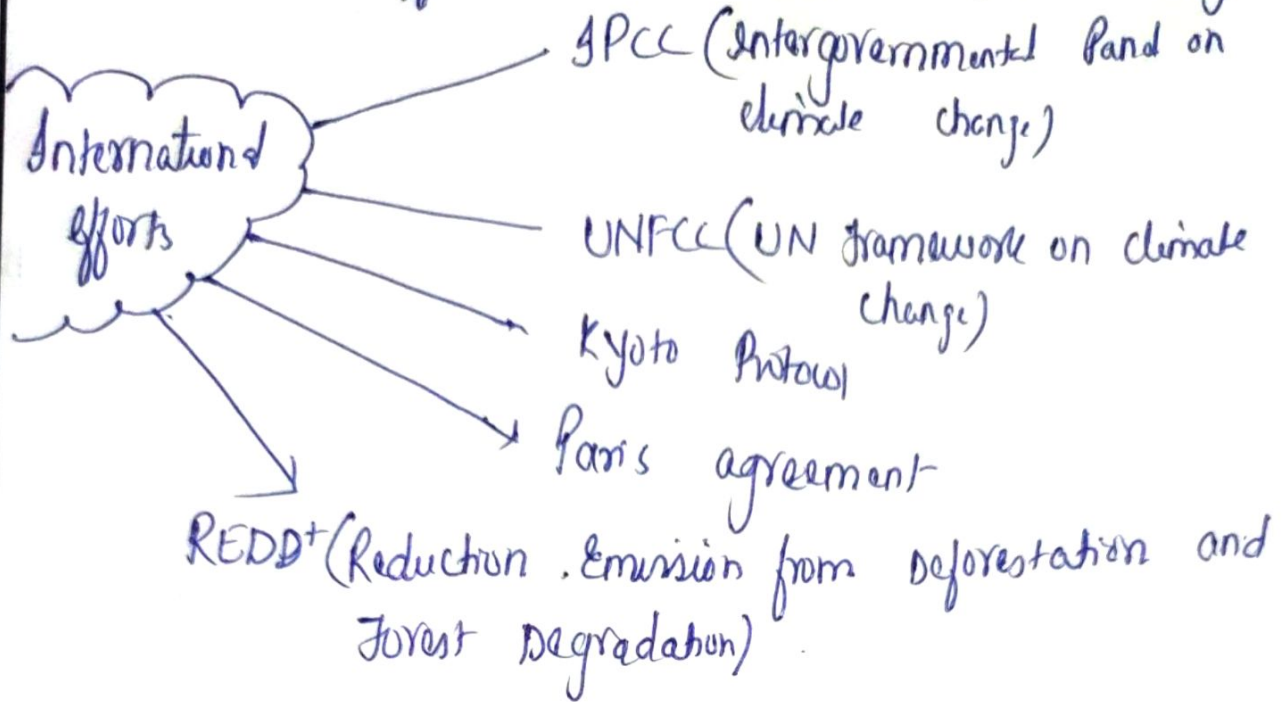 International
efforts
IPCC (Intergovernmental Panel on
climate change)
UNFCC (UN framework on climate
change)
Kyoto Protocol
Paris agreement
REDD+ (Reduction Emission from Deforestation and
Forest Degradation)